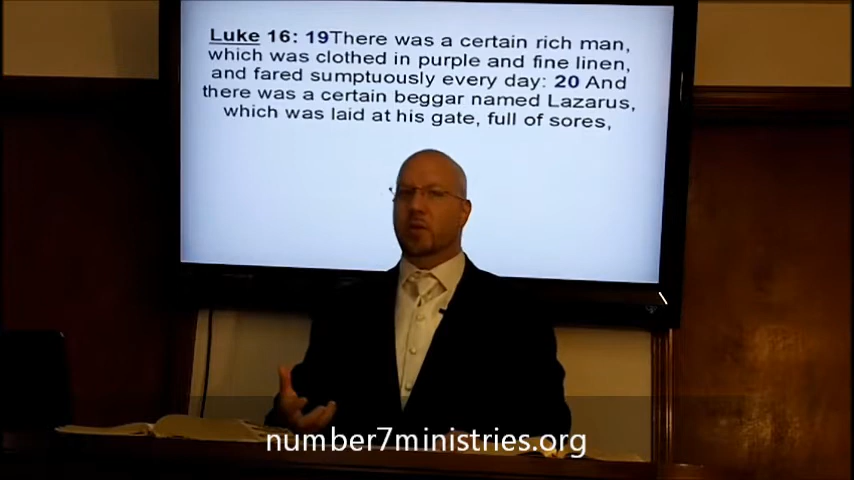 Luke 16: 19There was a certain rich man,
which was clothed in purple and fine linen,
and fared sumptuously every day: 20 And
there was a certain beggar named Lazarus,
which was laid at his gate, full of sores,
number7ministries.org